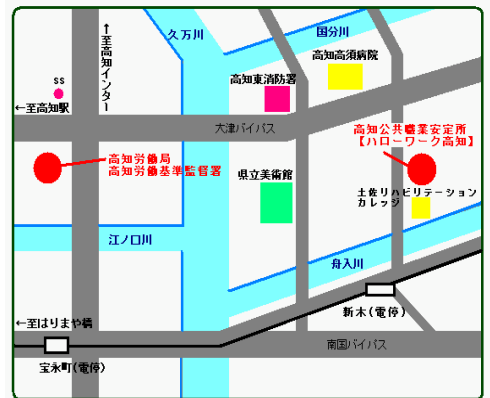 久万川
国分川
←至高知インター
高知高須病院
高知東消防署
SS
←至高知駅
大津バイパス
高知公共職業安定所
【ハローワーク高知】
高知労働局
高知労働基準監督署
県立美術館
土佐リハビリテーション
カレッジ
江ノ口川
舟入川
新木(電停)
←至はりまや橋
南国バイパス
宝永町(電停)